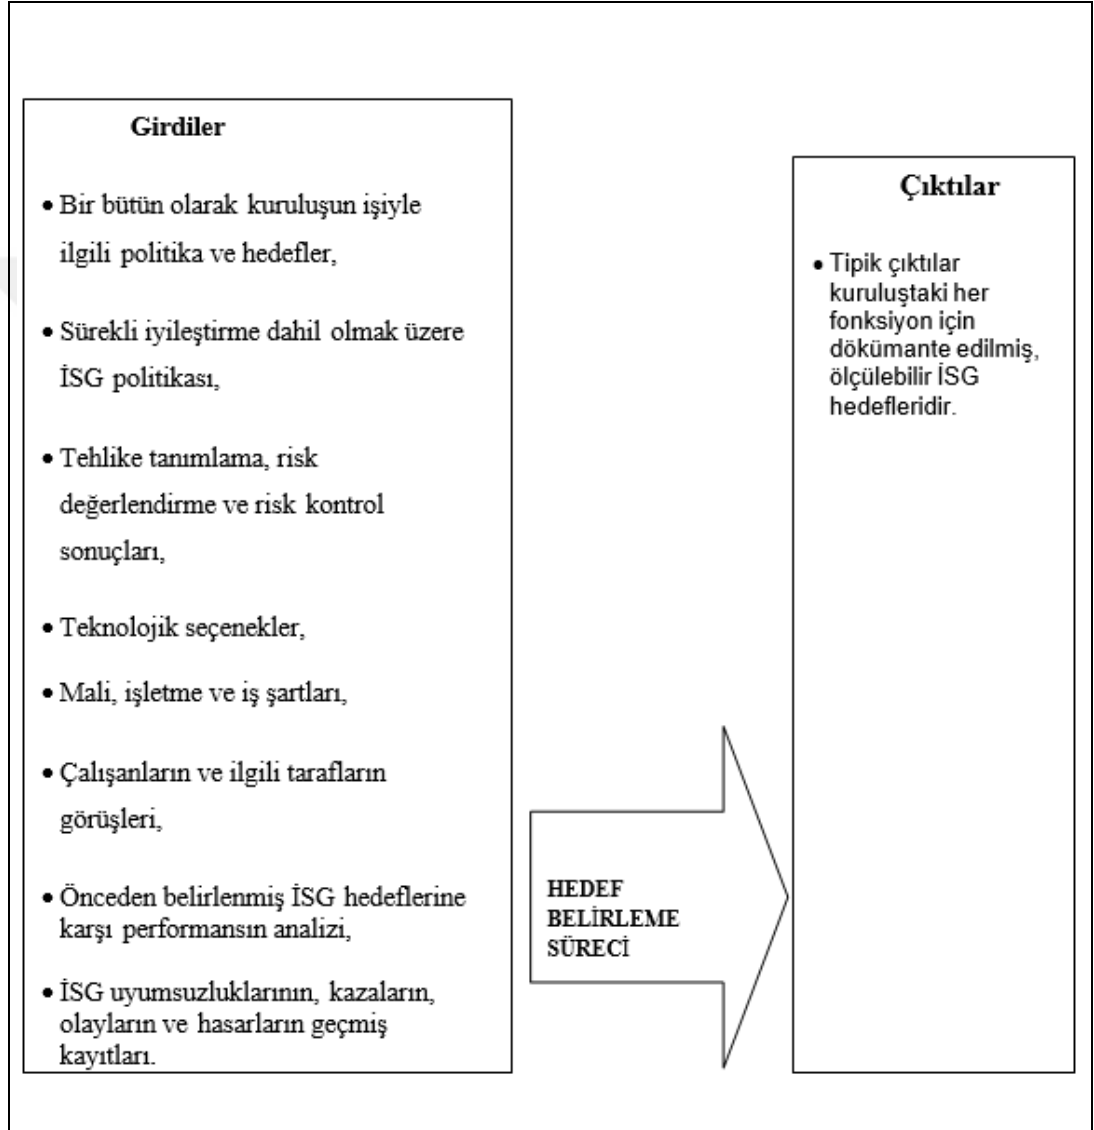 Girdiler
• Bir bütün olarak kuruluşun işiyle
ilgili politika ve hedefler,
• Sürekli iyileştirme dahil olmak üzere
İSG politikası,
• Tehlike tanımlama, risk
değerlendirme ve risk kontrol
sonuçları,
• Teknolojik seçenekler,
• Mali, işletme ve iş şartları,
• Çalışanların ve ilgili tarafların
görüşleri,
• Önceden belirlenmiş İSG hedeflerine
karşı performansın analizi,
• İSG uyumsuzluklarının, kazaların,
olayların ve hasarların geçmiş
kayıtları.
HEDEF
BELİRLEME
SÜRECİ
Çıktılar
• Tipik çıktılar
kuruluştaki her
fonksiyon için
dökümante edilmiş,
ölçülebilir İSG
hedefleridir.